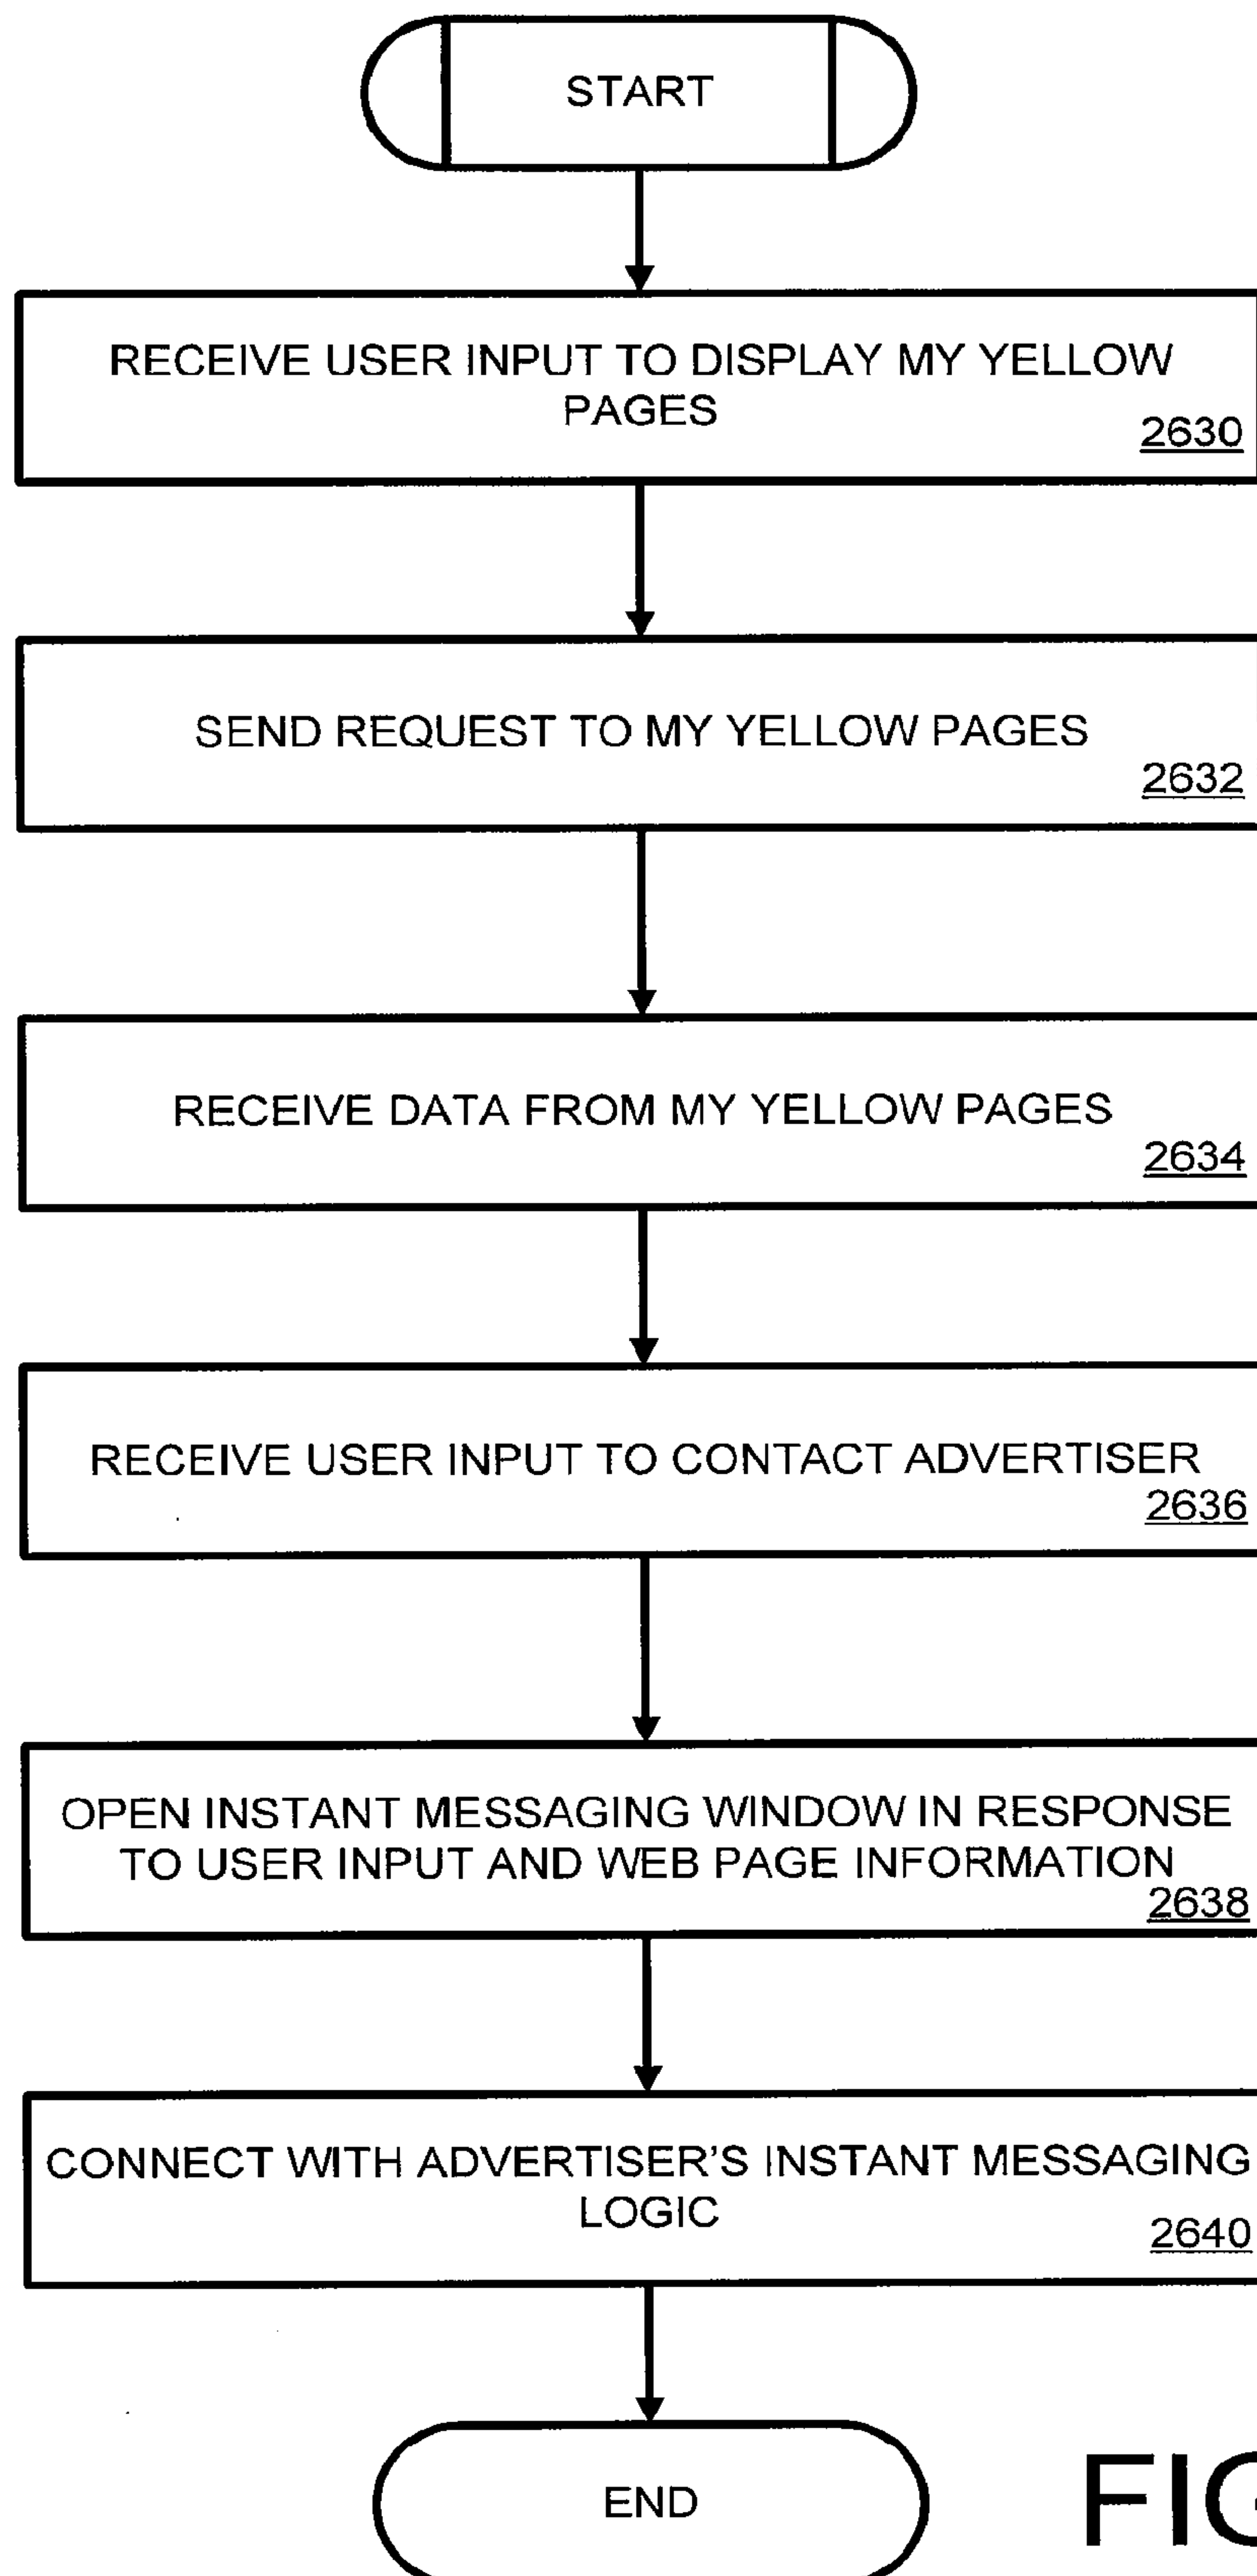 START
RECEIVE USER INPUT TO DISPLAY MY YELLOW
PAGES
2630
SEND REQUEST TO MY YELLOW PAGES
2632
RECEIVE DATA FROM MY YELLOW PAGES
2634
RECEIVE USER INPUT TO CONTACT ADVERTISER
2636
OPEN INSTANT MESSAGING WINDOW IN RESPONSE
TO USER INPUT AND WEB PAGE INFORMATION
2638
CONNECT WITH ADVERTISER'S INSTANT MESSAGING
LOGIC
2640
END